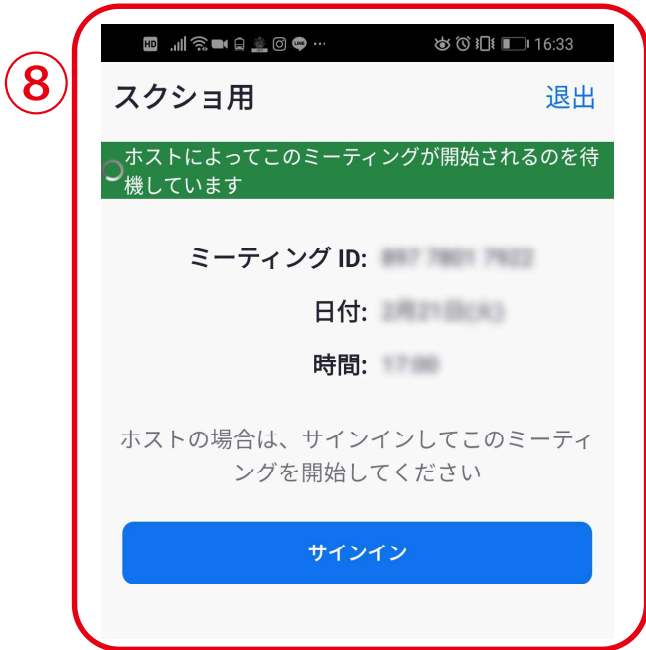 ⑧
HD 16:33
スクショ用 退出
ホストによってこのミーティングが開始されるのを待
機しています
ミーティング ID:
日付:
時間:
ホストの場合は、サインインしてこのミーティ
ングを開始してください
サインイン